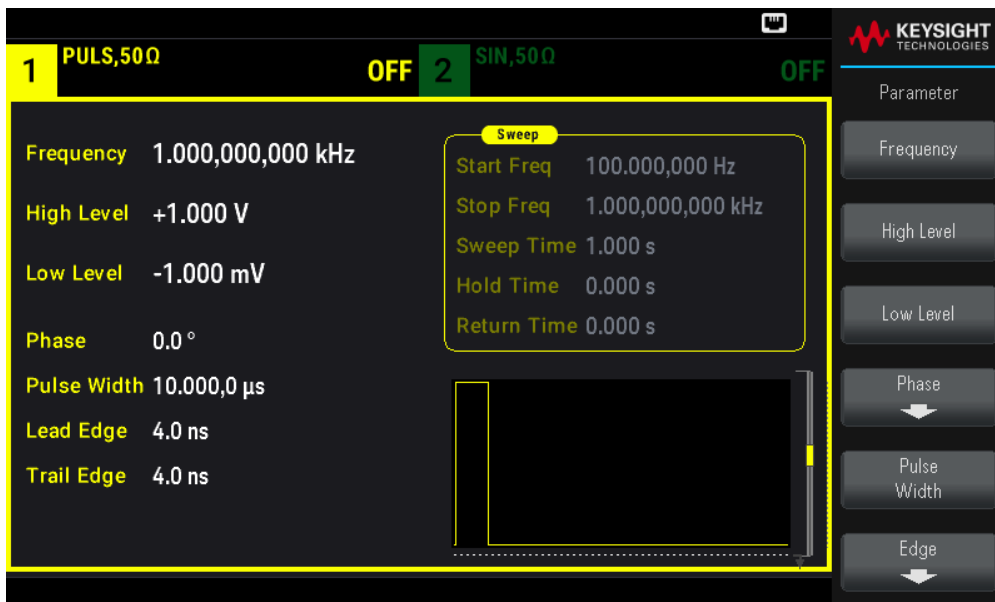 KEYSIGHT
TECHNOLOGIES
1 PULS,50Ω OFF 2 SIN,50Ω OFF
Parameter
Frequency 1.000,000,000 kHz
High Level +1.000 V
Low Level -1.000 mV
Phase 0.0 °
Pulse Width 10.000,0 µs
Lead Edge 4.0 ns
Trail Edge 4.0 ns
Sweep
Start Freq 100.000,000 Hz
Stop Freq 1.000,000,000 kHz
Sweep Time 1.000 s
Hold Time 0.000 s
Return Time 0.000 s
Frequency
High Level
Low Level
Phase
Pulse
Width
Edge